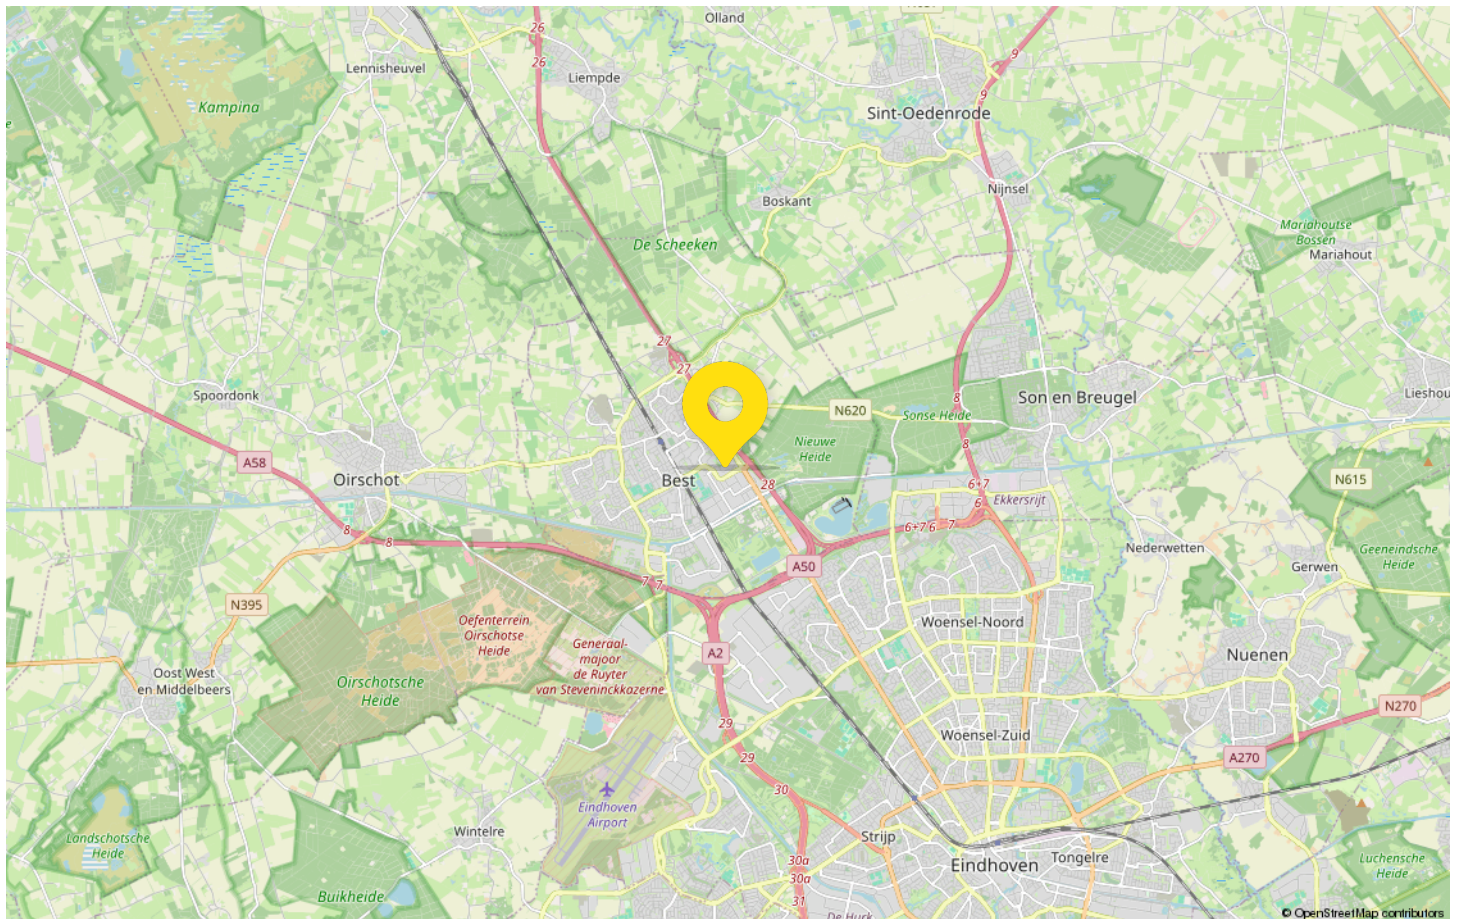 N637
Olland
26
9
Lennisheuvel
26
Liempde
9
Kampina
Sint-Oedenrode
Nijnsel
Boskant
De Scheeken
Mariahoutse
Bossen
Mariahout
27
27
Spoordonk
8
Son en Breugel
Lieshou
N620
Sonse Heide
Nieuwe
Heide
8
A58
Oirschot
Best
28
6+7
6
Ekkersrijt
N615
8
8
6+7
6
7
Nederwetten
Geeneindsche
Heide
A50
Gerwen
7
7
N395
Oefenterrein
Oirschotse
Heide
Woensel-Noord
Generaal-
majoor
de Ruyter
van Steveninckkazerne
A2
Nuenen
Oost West
en Middelbeers
Oirschotsche
Heide
N270
29
Woensel-Zuid
29
A270
30
Eindhoven
Airport
Landschotsche
Heide
Wintelre
Strijp
30a
30a
Eindhoven
Tongelre
Luchensche
Heide
Buikheide
31
De Hurk
© OpenStreetMap contributors